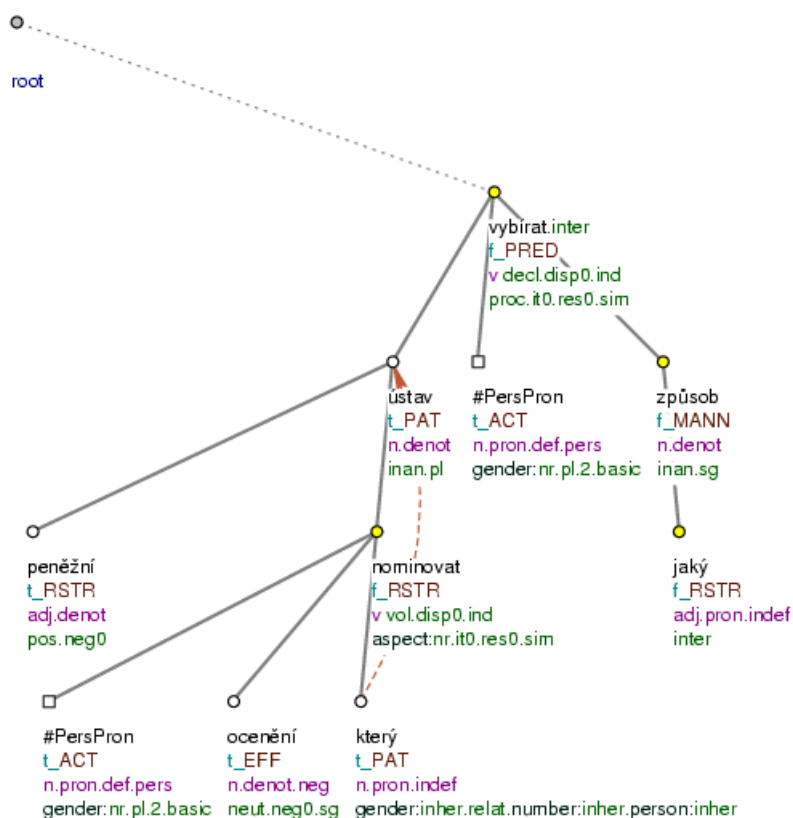 root
vybírat.inter
f_PRED
v decl.disp0.ind
proc.it0.res0.sim
ústav
t_PAT
n.denot
inan.pl
#PersPron
t_ACT
n.pron.def.pers
gender:nr.pl.2.basic
způsob
f_MANN
n.denot
inan.sg
peněžní
t_RSTR
adj.denot
pos.neg0
nominovat
f_RSTR
v vol.disp0.ind
aspect:nr.it0.res0.sim
jaký
f_RSTR
adj.pron.indef
inter
#PersPron
t_ACT
n.pron.def.pers
gender:nr.pl.2.basic
ocenění
t_EFF
n.denot.neg
neut.neg0.sg
který
t_PAT
n.pron.indef
gender:inher.relat.number:inher.person:inher